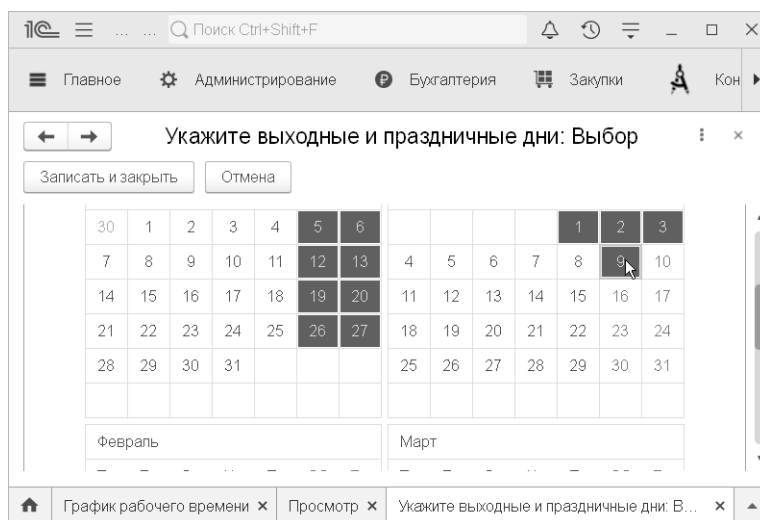 1С ... ... Поиск Ctrl+Shift+F
Главное Администрирование Бухгалтерия Закупки Кон
Укажите выходные и праздничные дни: Выбор
Записать и закрыть Отмена
30 1 2 3 4 5 6 1 2 3
7 8 9 10 11 12 13 4 5 6 7 8 9 10
14 15 16 17 18 19 20 11 12 13 14 15 16 17
21 22 23 24 25 26 27 18 19 20 21 22 23 24
28 29 30 31 25 26 27 28 29 30 31
Февраль Март
График рабочего времени Просмотр Укажите выходные и праздничные дни: В...